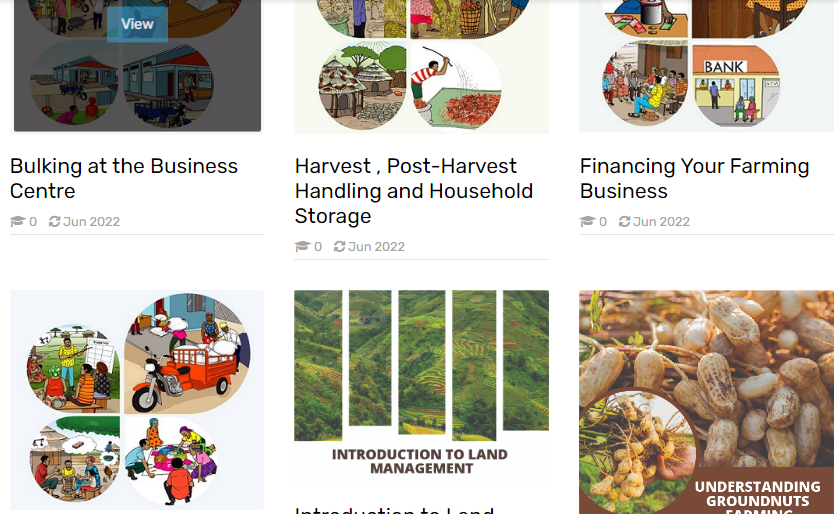 View
BANK
Bulking at the Business
Centre
0 Jun 2022
Harvest , Post-Harvest
Handling and Household
Storage
0 Jun 2022
Financing Your Farming
Business
0 Jun 2022
INTRODUCTION TO LAND
MANAGEMENT
Introduction to Land
UNDERSTANDING
GROUNDNUTS
FARMING